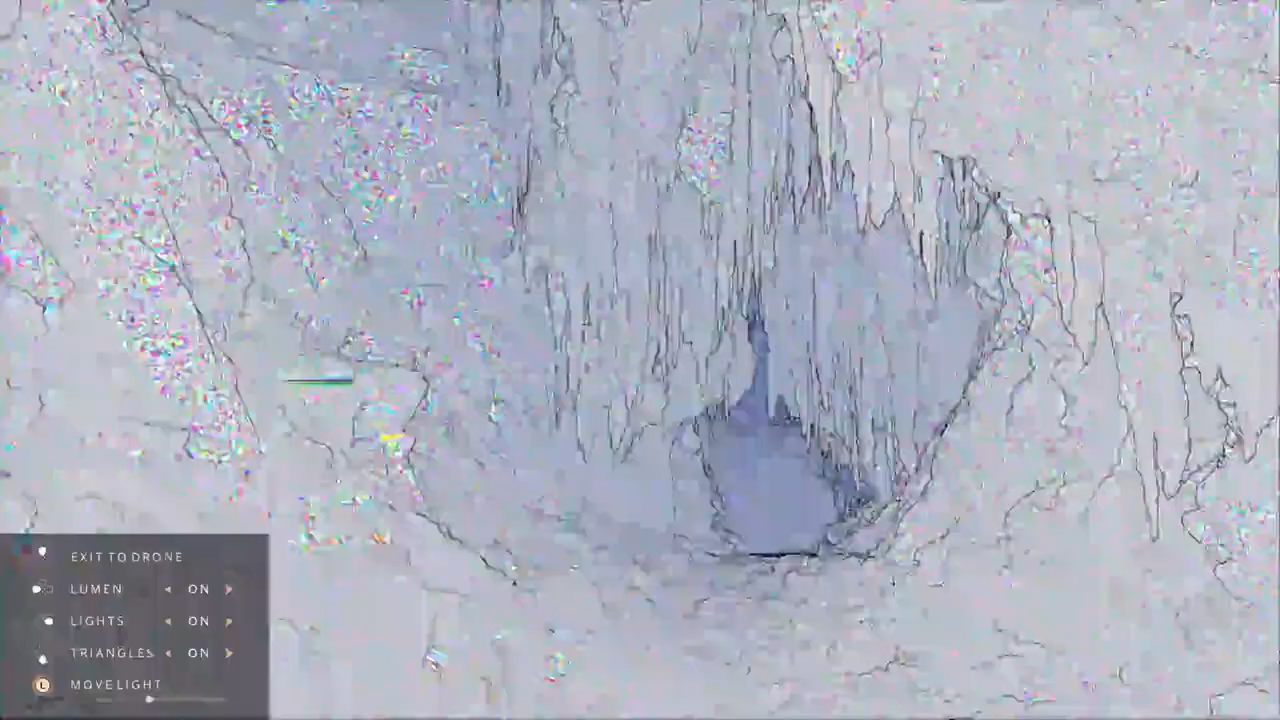 EXIT TO DRONE
LUMEN ON
LIGHTS ON
TRIANGLES ON
L MOVE LIGHT